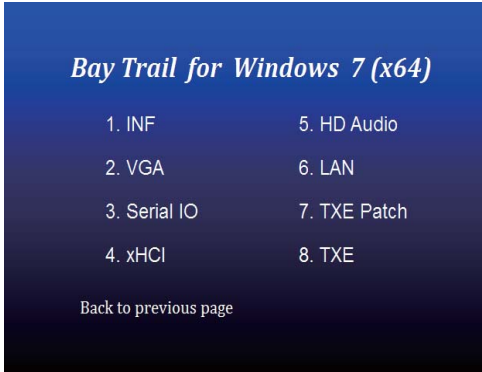 Bay Trail for Windows 7 (x64)
1. INF
2. VGA
3. Serial IO
4. xHCI
5. HD Audio
6. LAN
7. TXE Patch
8. TXE
Back to previous page